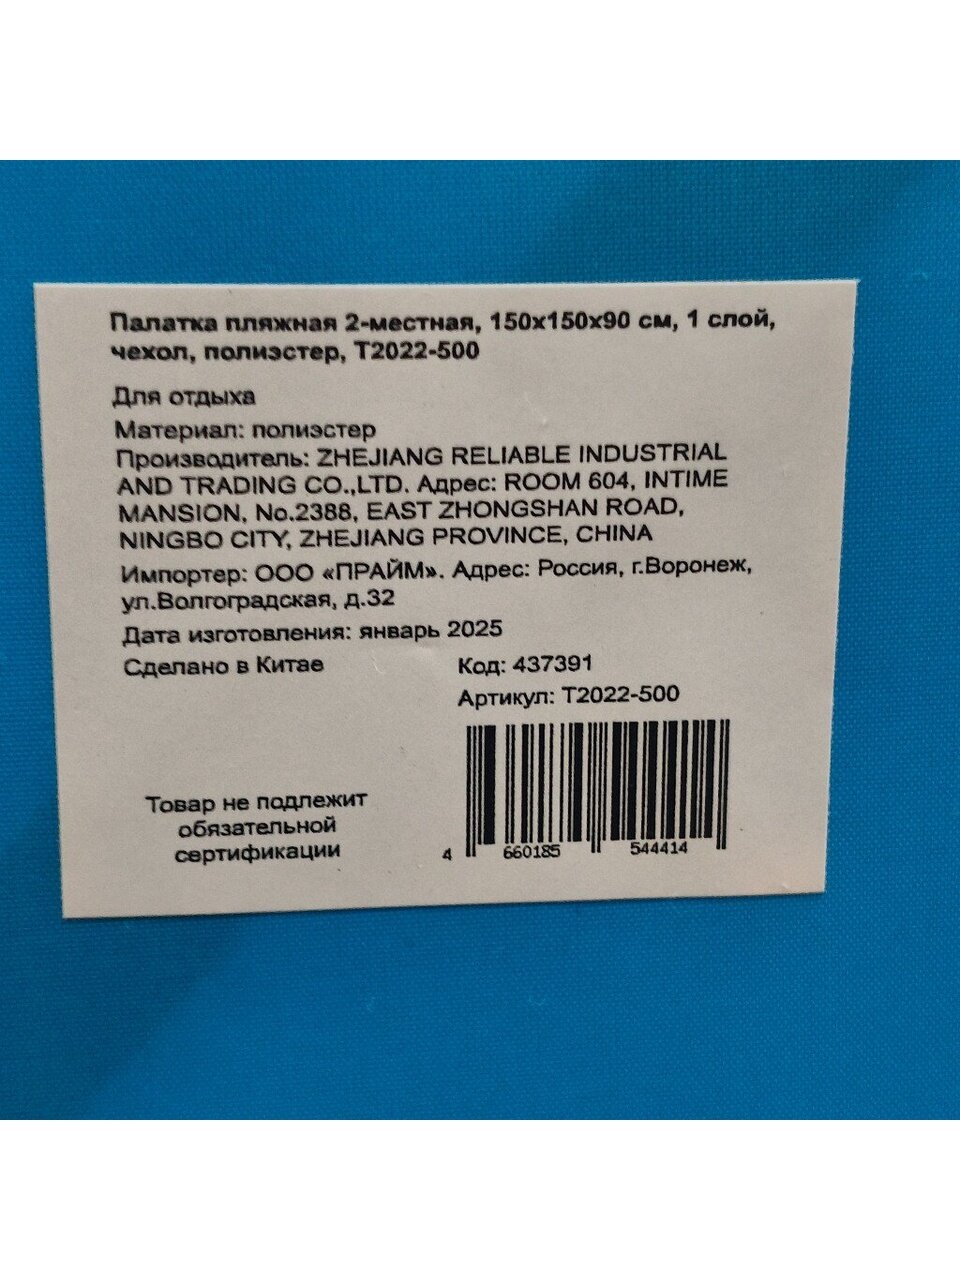 Палатка пляжная 2-местная, 150х150х90 см, 1 слой,
чехол, полиэстер, Т2022-500
Для отдыха
Материал: полиэстер
Производитель: ZHEJIANG RELIABLE INDUSTRIAL
AND TRADING CO.,LTD. Адрес: ROOM 604, INTIME
MANSION, No.2388, EAST ZHONGSHAN ROAD,
NINGBO CITY, ZHEJIANG PROVINCE, CHINA
Импортер: ООО «ПРАЙМ». Адрес: Россия, г.Воронеж,
ул.Волгоградская, д.32
Дата изготовления: январь 2025
Сделано в Китае
Код: 437391
Артикул: Т2022-500
Товар не подлежит
обязательной
сертификации
4 660185 544414